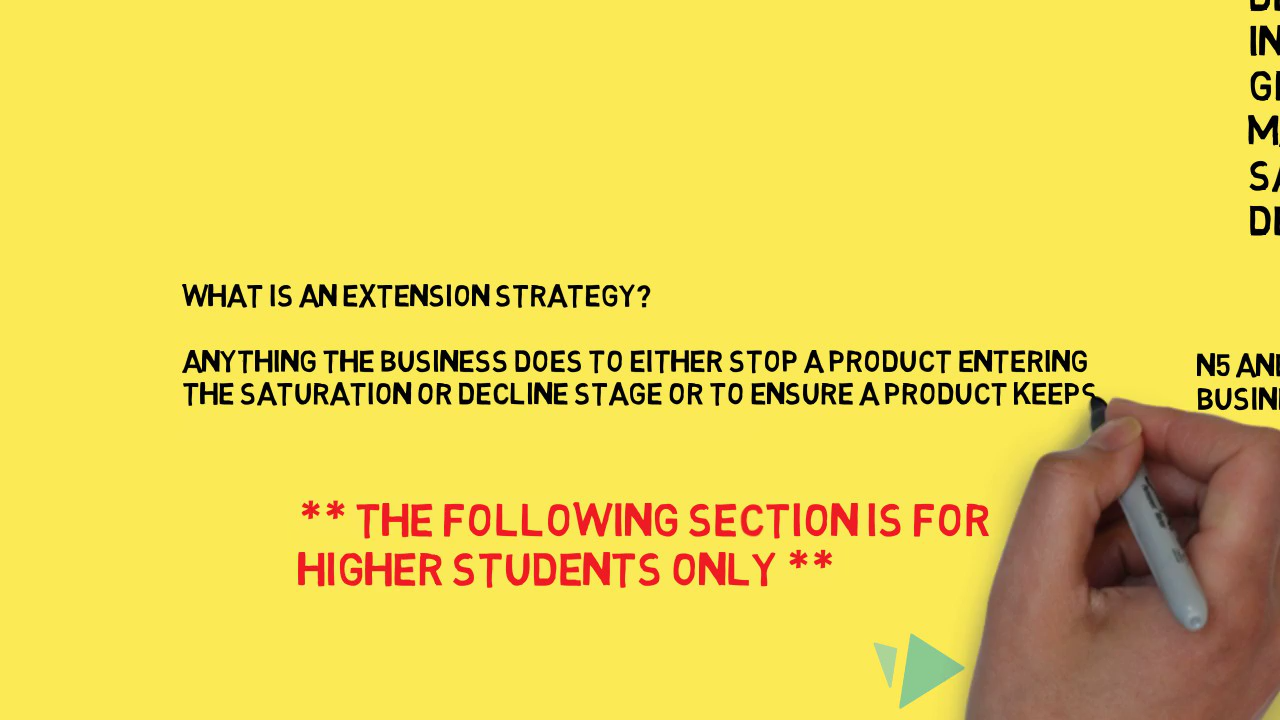 WHAT IS AN EXTENSION STRATEGY?
ANYTHING THE BUSINESS DOES TO EITHER STOP A PRODUCT ENTERING
THE SATURATION OR DECLINE STAGE OR TO ENSURE A PRODUCT KEEPS
** THE FOLLOWING SECTION IS FOR
HIGHER STUDENTS ONLY **
N5